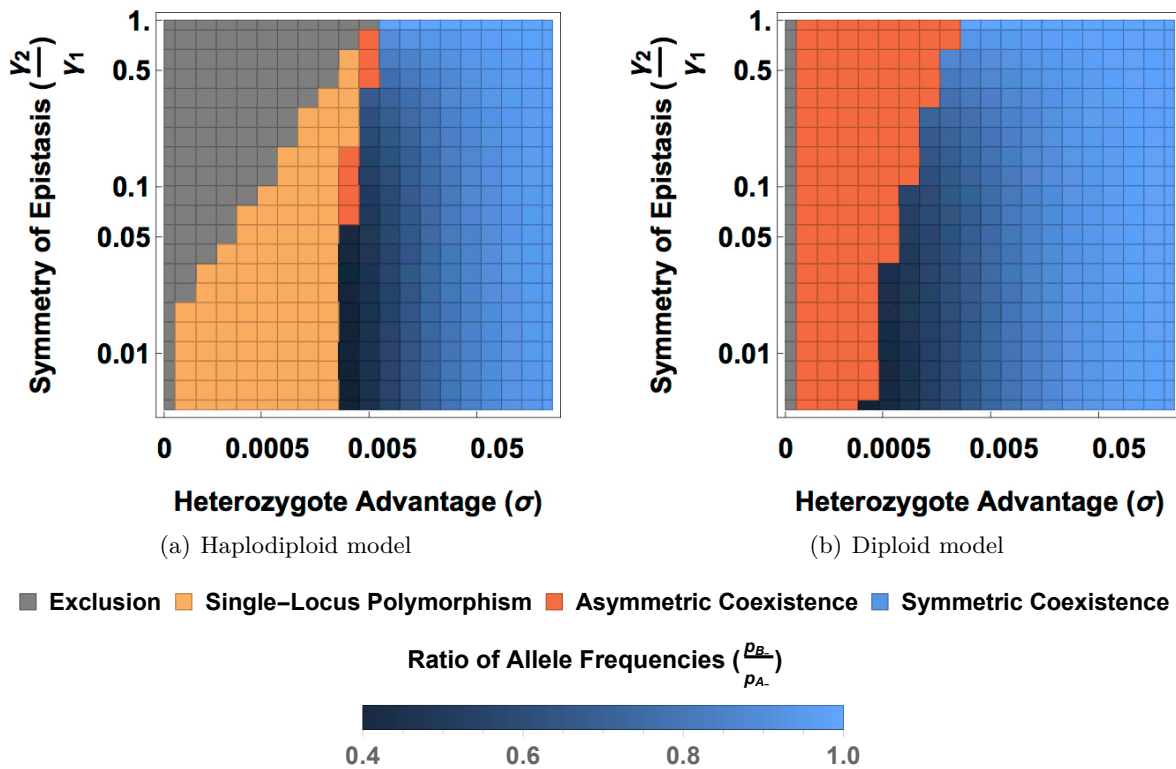 Symmetry of Epistasis (γ2/γ1)
1.
0.5
0.1
0.05
0.01
0 0.0005 0.005 0.05
Heterozygote Advantage (σ)
(a) Haplodiploid model
Symmetry of Epistasis (γ2/γ1)
1.
0.5
0.1
0.05
0.01
0 0.0005 0.005 0.05
Heterozygote Advantage (σ)
(b) Diploid model
Exclusion Single–Locus Polymorphism Asymmetric Coexistence Symmetric Coexistence
Ratio of Allele Frequencies (pB-/pA-)
0.4 0.6 0.8 1.0